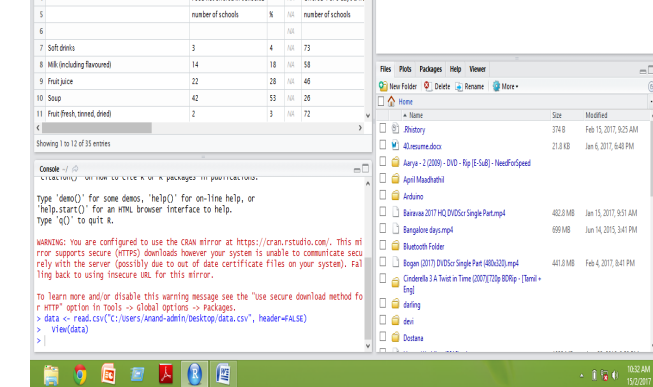 5 number of schools % NA number of schools
6 NA
7 Soft drinks 3 4 NA 73
8 Milk (including flavoured) 14 18 NA 58
9 Fruit juice 22 28 NA 46
10 Soup 42 53 NA 26
11 Fruit (fresh, tinned, dried) 2 3 NA 72
Showing 1 to 12 of 35 entries
Console ~/
'citation()' on how to cite R or R packages in publications.
Type 'demo()' for some demos, 'help()' for on-line help, or
'help.start()' for an HTML browser interface to help.
Type 'q()' to quit R.
WARNING: You are configured to use the CRAN mirror at https://cran.rstudio.com/. This mi
rror supports secure (HTTPS) downloads however your system is unable to communicate secu
rely with the server (possibly due to out of date certificate files on your system). Fal
ling back to using insecure URL for this mirror.
To learn more and/or disable this warning message see the "Use secure download method fo
r HTTP" option in Tools -> Global Options -> Packages.
> data <- read.csv("C:/Users/Anand-admin/Desktop/data.csv", header=FALSE)
> View(data)
>
Files Plots Packages Help Viewer
New Folder Delete Rename More
Home
Name Size Modified
.Rhistory 374 B Feb 15, 2017, 9:25 AM
40.resume.docx 21.8 KB Jan 6, 2017, 6:48 PM
Aarya - 2 (2009) - DVD - Rip [E-SuB] - NeedForSpeed
April Maadhathil
Arduino
Bairavaa 2017 HQ DVDScr Single Part.mp4 482.8 MB Jan 15, 2017, 9:51 AM
Bangalore days.mp4 699 MB Jun 14, 2015, 3:41 PM
Bluetooth Folder
Bogan (2017) DVDScr Single Part (480x320).mp4 441.8 MB Feb 4, 2017, 8:41 PM
Cinderella 3 A Twist in Time (2007)[720p BDRip - [Tamil +
Eng]
darling
devi
Dostana
10:32 AM
15/2/2017